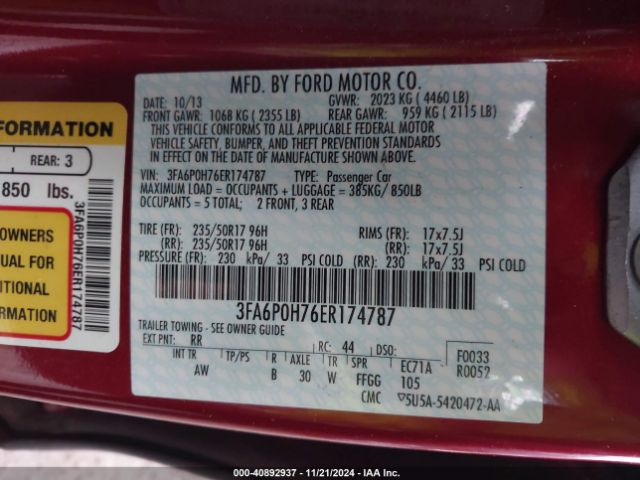 MFD. BY FORD MOTOR CO.
DATE: 10/13 GVWR: 2023 KG ( 4460 LB)
FRONT GAWR: 1068 KG ( 2355 LB) REAR GAWR: 959 KG ( 2115 LB)
THIS VEHICLE CONFORMS TO ALL APPLICABLE FEDERAL MOTOR
VEHICLE SAFETY, BUMPER, AND THEFT PREVENTION STANDARDS
IN EFFECT ON THE DATE OF MANUFACTURE SHOWN ABOVE.
VIN: 3FA6P0H76ER174787 TYPE: Passenger Car
MAXIMUM LOAD = OCCUPANTS + LUGGAGE = 385KG/ 850LB
OCCUPANTS = 5 TOTAL; 2 FRONT, 3 REAR
TIRE (FR): 235/50R17 96H RIMS (FR): 17x7.5J
(RR): 235/50R17 96H (RR): 17x7.5J
PRESSURE (FR): 230 kPa/ 33 PSI COLD (RR): 230 kPa/ 33 PSI COLD
3FA6P0H76ER174787
TRAILER TOWING - SEE OWNER GUIDE
EXT PNT: RR RC: 44 DSO: F0033
INT TR TP/PS R AXLE TR SPR EC71A R0052
AW B 30 W FFGG 105
CMC 5U5A-5420472-AA
FORMATION
REAR: 3
850 lbs.
OWNERS
UAL FOR
ITIONAL
RMATION
3FA6P0H76ER174787
000-40892937 - 11/21/2024 - IAA Inc.